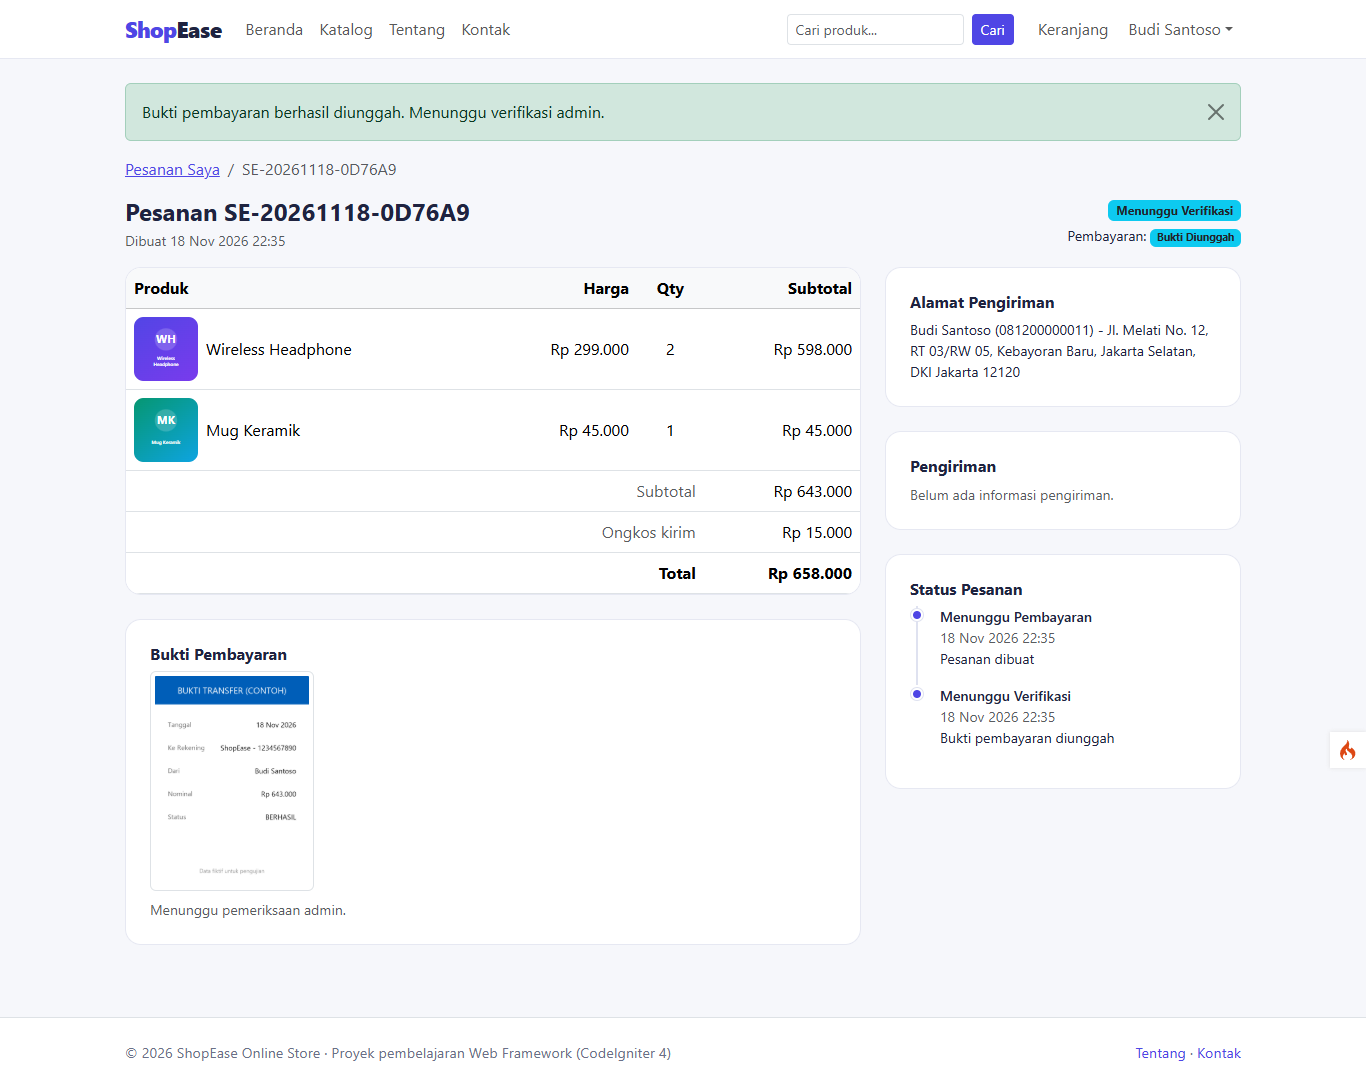 ShopEase Beranda Katalog Tentang Kontak Cari produk... Cari Keranjang Budi Santoso
Bukti pembayaran berhasil diunggah. Menunggu verifikasi admin.
Pesanan Saya / SE-20261118-0D76A9
Pesanan SE-20261118-0D76A9
Dibuat 18 Nov 2026 22:35
Menunggu Verifikasi
Pembayaran: Bukti Diunggah
Produk Harga Qty Subtotal
WH
Wireless
Headphone
Wireless Headphone Rp 299.000 2 Rp 598.000
MK
Mug Keramik
Mug Keramik Rp 45.000 1 Rp 45.000
Subtotal Rp 643.000
Ongkos kirim Rp 15.000
Total Rp 658.000
Bukti Pembayaran
BUKTI TRANSFER (CONTOH)
Tanggal 18 Nov 2026
Ke Rekening ShopEase - 1234567890
Dari Budi Santoso
Nominal Rp 643.000
Status BERHASIL
Data fiktif untuk pengujian
Menunggu pemeriksaan admin.
Alamat Pengiriman
Budi Santoso (081200000011) - Jl. Melati No. 12,
RT 03/RW 05, Kebayoran Baru, Jakarta Selatan,
DKI Jakarta 12120
Pengiriman
Belum ada informasi pengiriman.
Status Pesanan
Menunggu Pembayaran
18 Nov 2026 22:35
Pesanan dibuat
Menunggu Verifikasi
18 Nov 2026 22:35
Bukti pembayaran diunggah
© 2026 ShopEase Online Store · Proyek pembelajaran Web Framework (CodeIgniter 4)
Tentang · Kontak